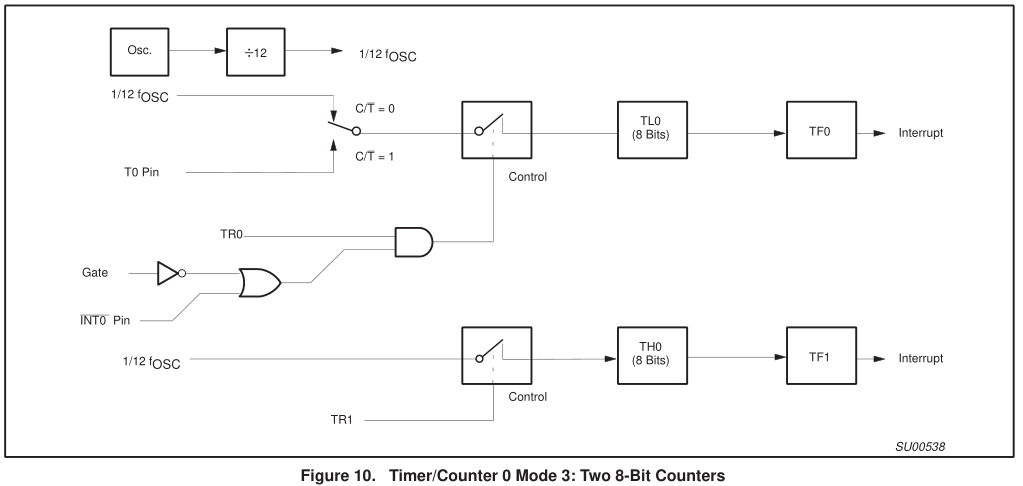 Osc.
÷12
1/12 fOSC
1/12 fOSC
C/T̅ = 0
TL0
(8 Bits)
TF0
Interrupt
C/T̅ = 1
T0 Pin
Control
TR0
Gate
I̅N̅T̅0̅ Pin
1/12 fOSC
TH0
(8 Bits)
TF1
Interrupt
Control
TR1
SU00538
Figure 10. Timer/Counter 0 Mode 3: Two 8-Bit Counters